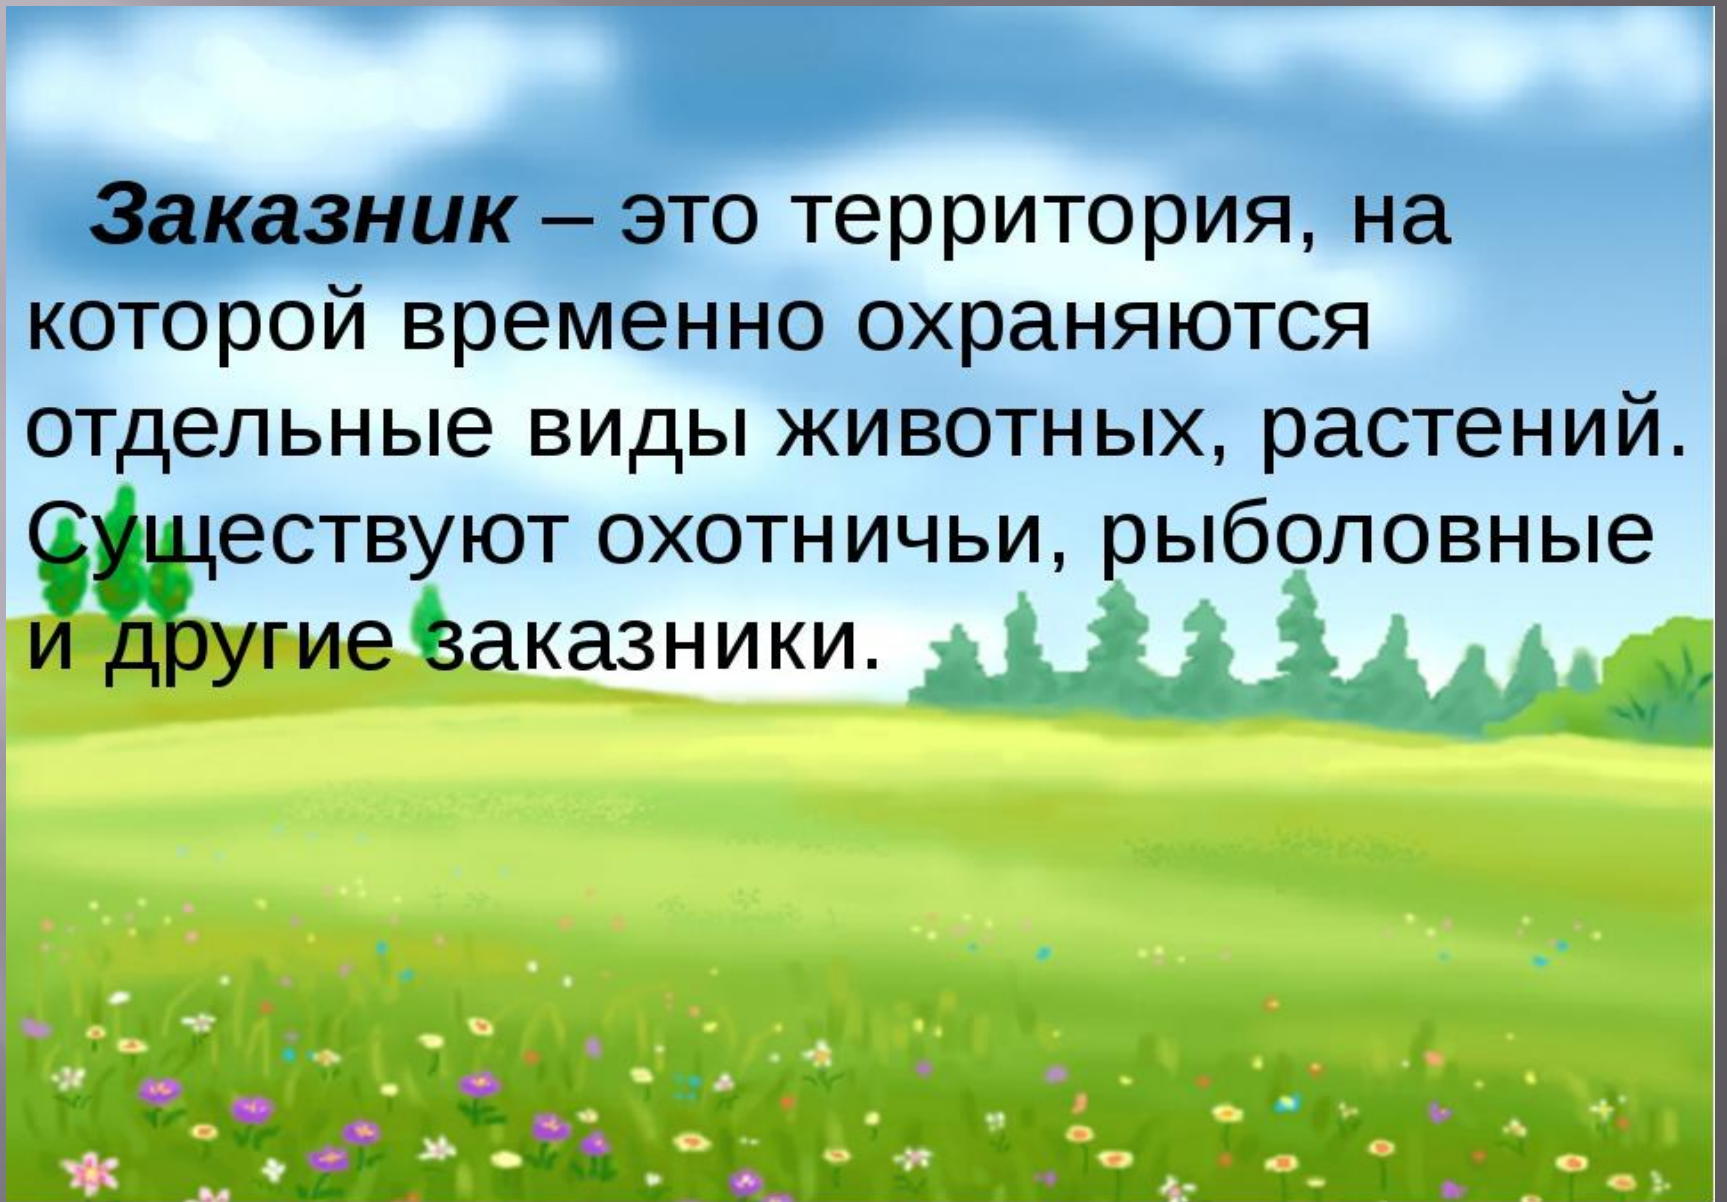 Заказник – это территория, на
которой временно охраняются
отдельные виды животных, растений.
Существуют охотничьи, рыболовные
и другие заказники.